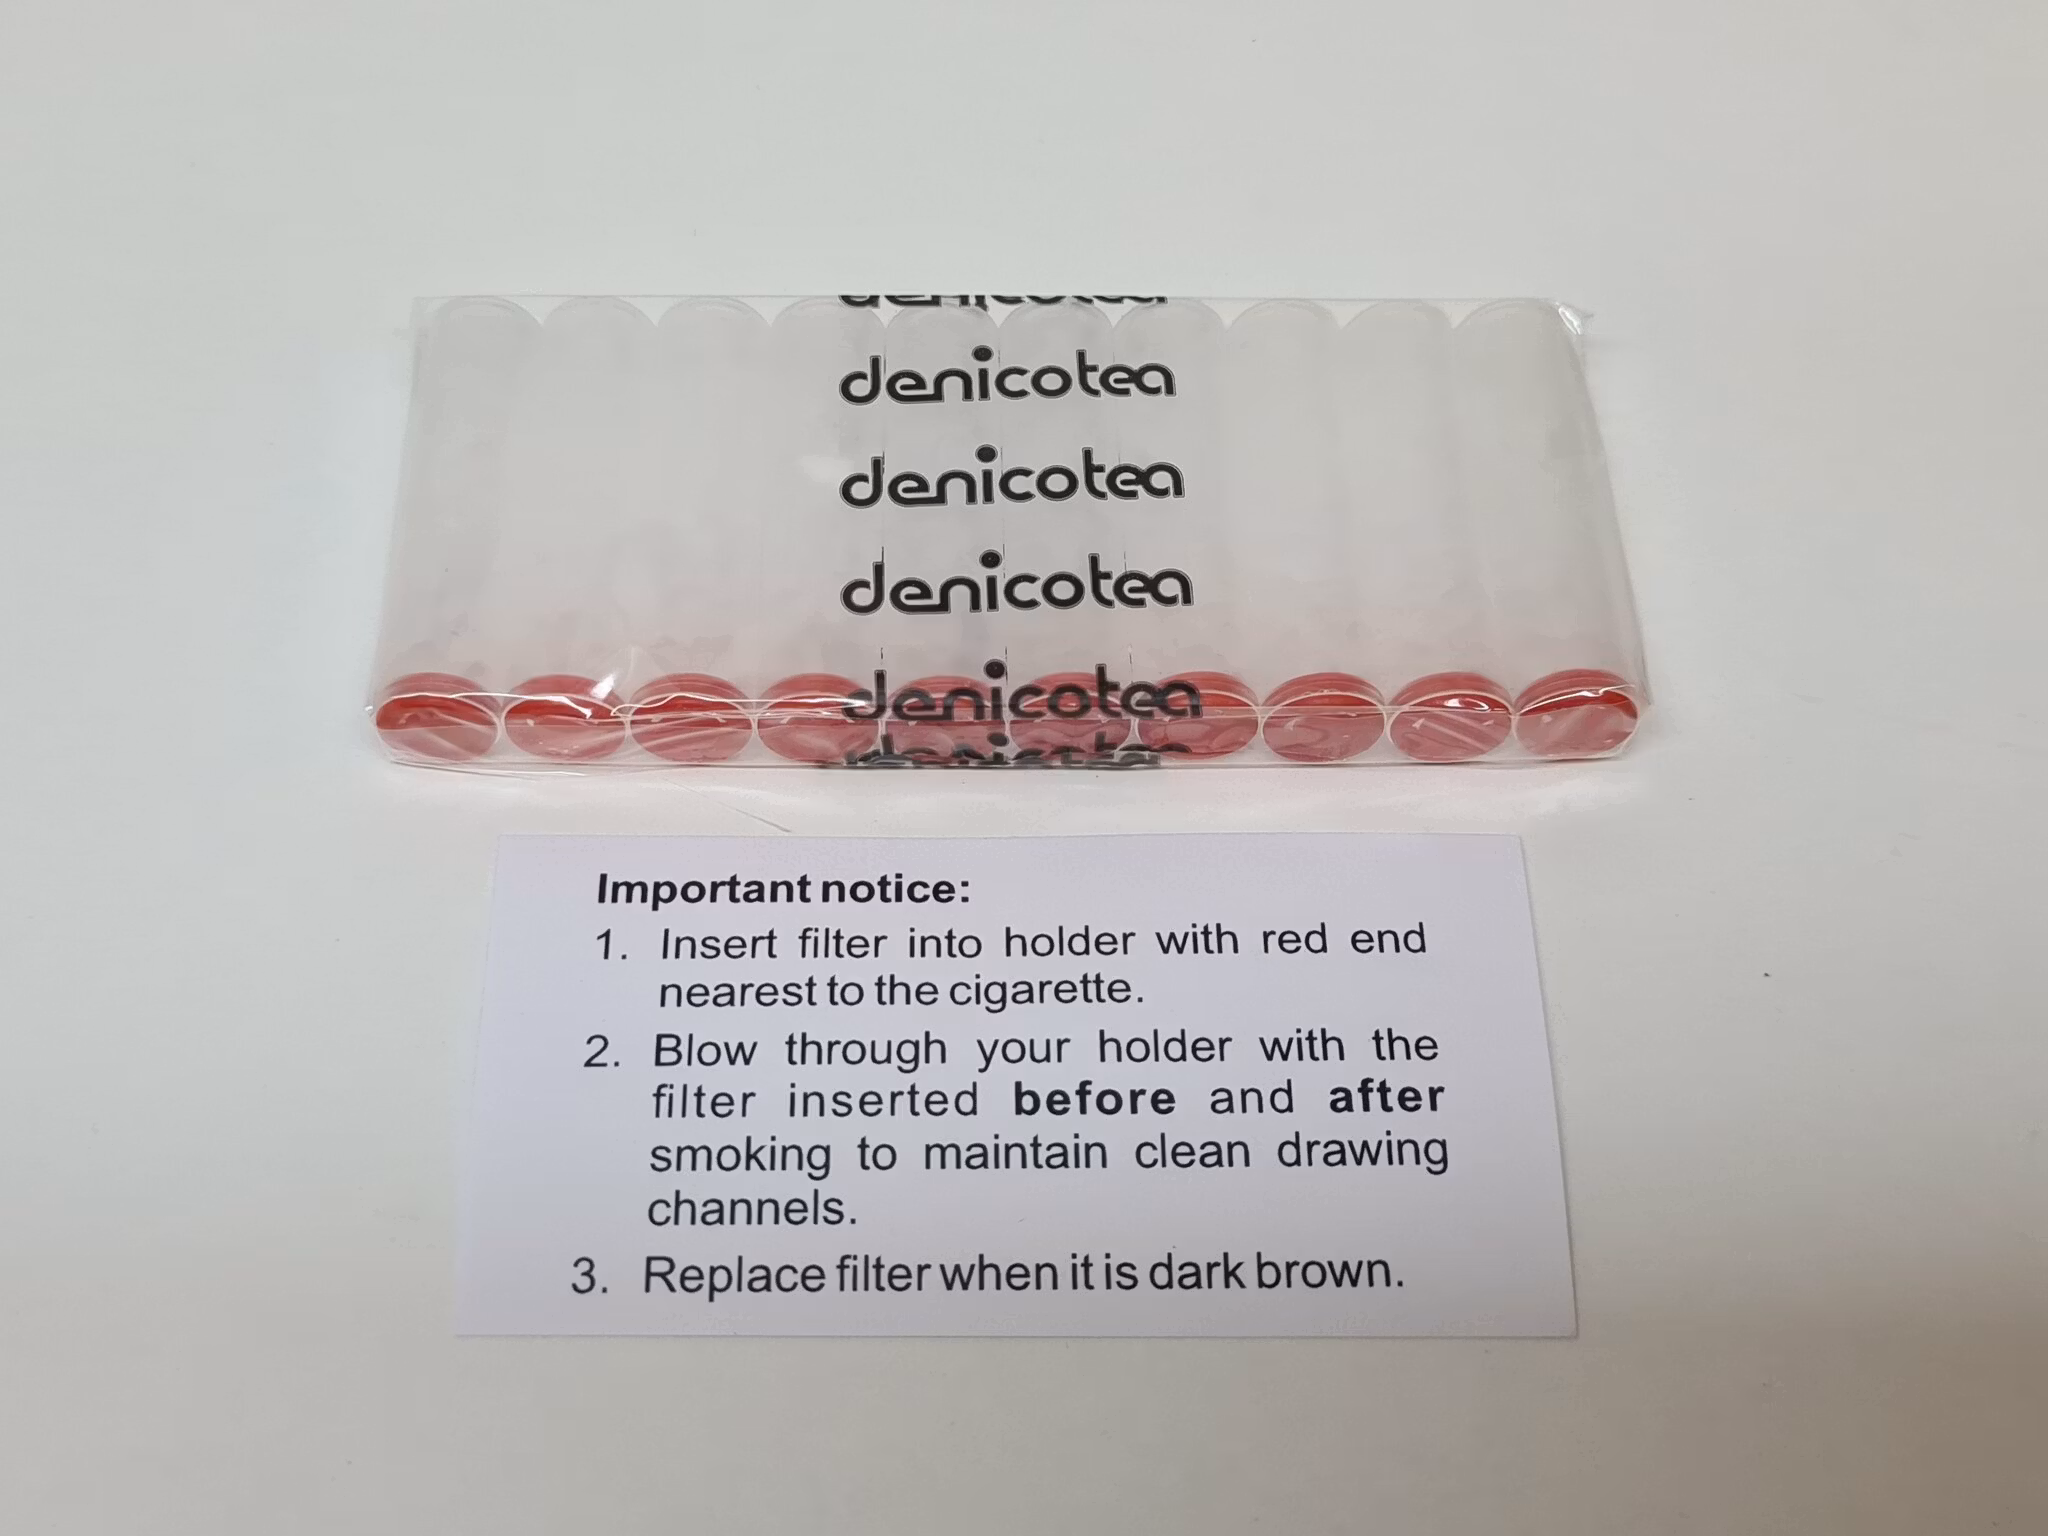 denicotea
denicotea
denicotea
denicotea
denicotea
denicotea
Important notice:
1. Insert filter into holder with red end
nearest to the cigarette.
2. Blow through your holder with the
filter inserted before and after
smoking to maintain clean drawing
channels.
3. Replace filter when it is dark brown.